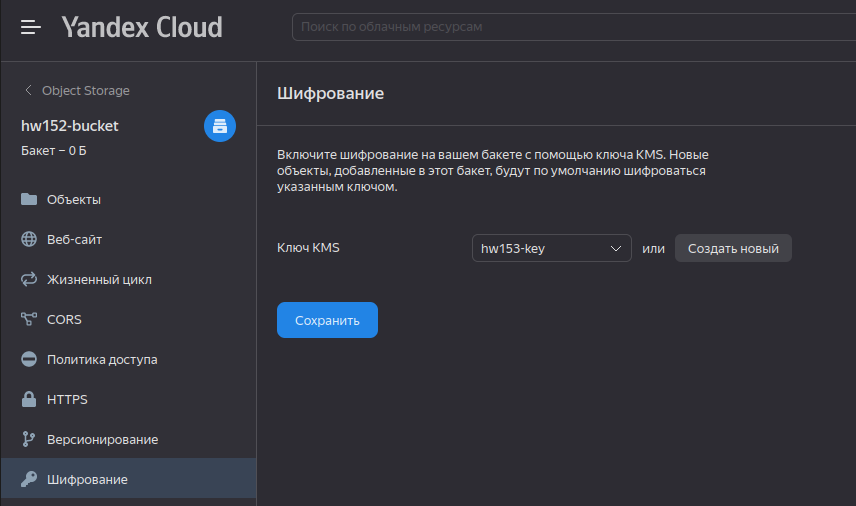 Yandex Cloud
Поиск по облачным ресурсам
Object Storage
hw152-bucket
Бакет – 0 Б
Объекты
Веб-сайт
Жизненный цикл
CORS
Политика доступа
HTTPS
Версионирование
Шифрование
Шифрование
Включите шифрование на вашем бакете с помощью ключа KMS. Новые
объекты, добавленные в этот бакет, будут по умолчанию шифроваться
указанным ключом.
Ключ KMS hw153-key или Создать новый
Сохранить